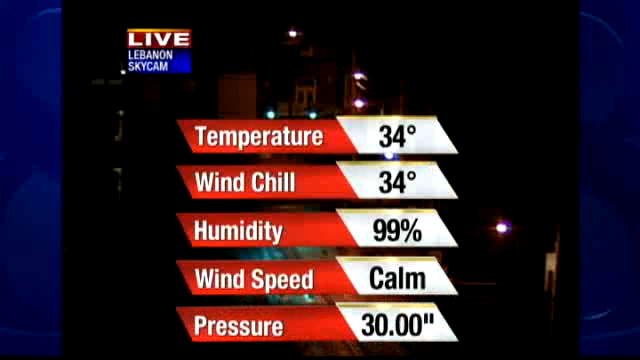 LIVE
LEBANON
SKYCAM
Temperature 34°
Wind Chill 34°
Humidity 99%
Wind Speed Calm
Pressure 30.00"